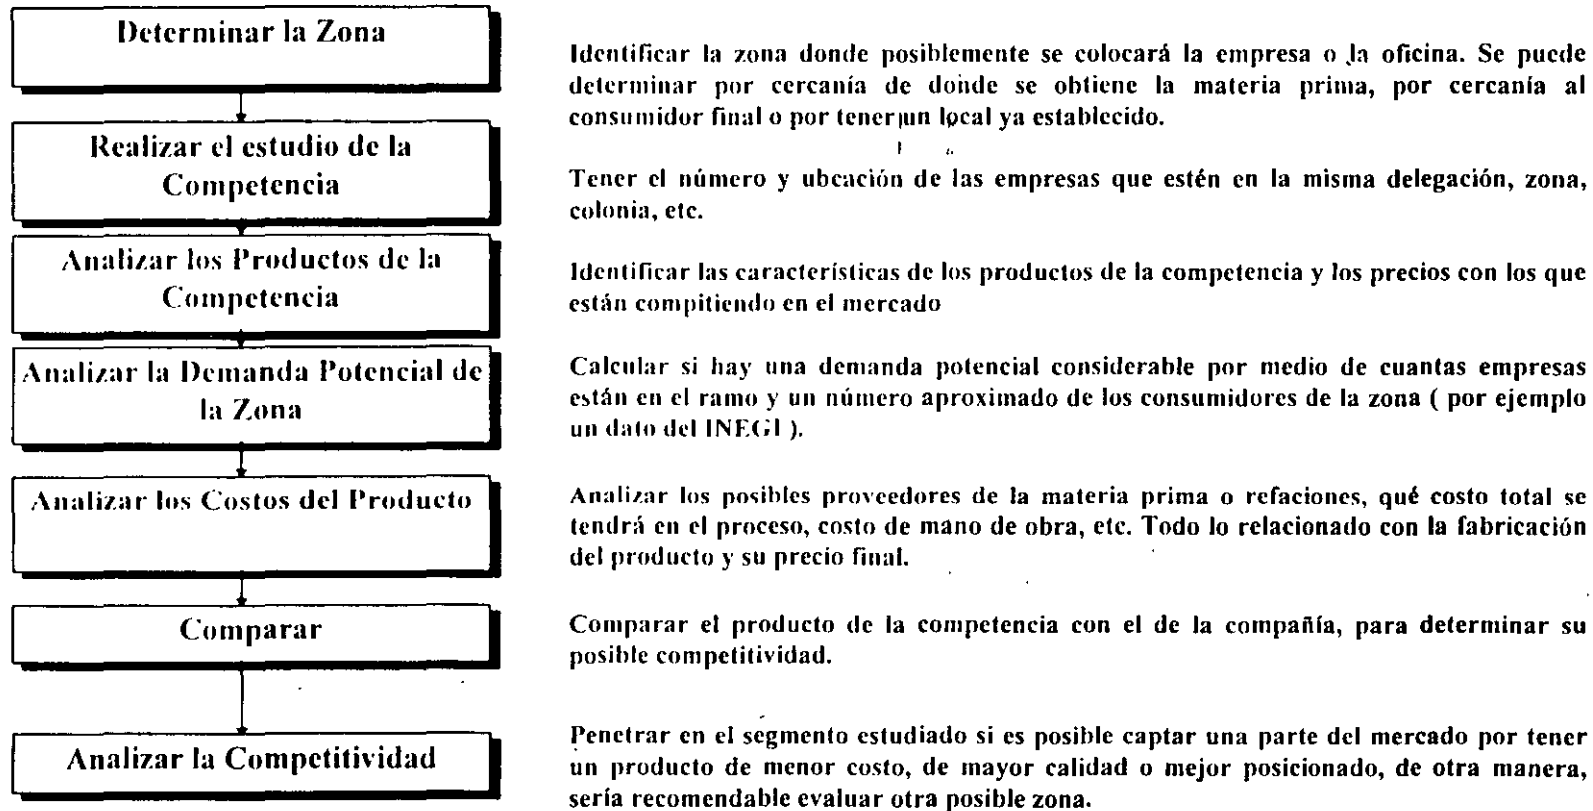 Determinar la Zona
Identificar la zona donde posiblemente se colocará la empresa o la oficina. Se puede
determinar por cercanía de donde se obtiene la materia prima, por cercanía al
consumidor final o por tener un local ya establecido.
Realizar el estudio de la
Competencia
Tener el número y ubcación de las empresas que estén en la misma delegación, zona,
colonia, etc.
Analizar los Productos de la
Competencia
Identificar las características de los productos de la competencia y los precios con los que
están compitiendo en el mercado
Analizar la Demanda Potencial de
la Zona
Calcular si hay una demanda potencial considerable por medio de cuantas empresas
están en el ramo y un número aproximado de los consumidores de la zona ( por ejemplo
un dato del INEGI ).
Analizar los Costos del Producto
Analizar los posibles proveedores de la materia prima o refaciones, qué costo total se
tendrá en el proceso, costo de mano de obra, etc. Todo lo relacionado con la fabricación
del producto y su precio final.
Comparar
Comparar el producto de la competencia con el de la compañía, para determinar su
posible competitividad.
Analizar la Competitividad
Penetrar en el segmento estudiado si es posible captar una parte del mercado por tener
un producto de menor costo, de mayor calidad o mejor posicionado, de otra manera,
sería recomendable evaluar otra posible zona.